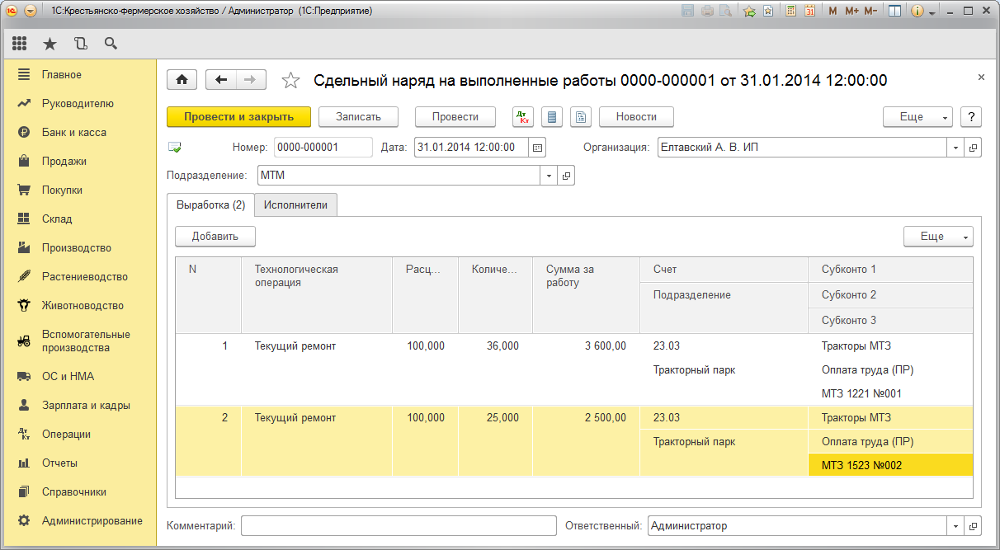 1С:Крестьянско-фермерское хозяйство / Администратор (1С:Предприятие)
31 M M+ M- i
Главное
Руководителю
Банк и касса
Продажи
Покупки
Склад
Производство
Растениеводство
Животноводство
Вспомогательные
производства
ОС и НМА
Зарплата и кадры
Дт Кт Операции
Отчеты
Справочники
Администрирование
Сдельный наряд на выполненные работы 0000-000001 от 31.01.2014 12:00:00
Провести и закрыть Записать Провести Дт Кт Новости Еще ?
Номер: 0000-000001 Дата: 31.01.2014 12:00:00 Организация: Елтавский А. В. ИП
Подразделение: МТМ
Выработка (2) Исполнители
Добавить Еще
N Технологическая Расц... Количе... Сумма за Счет Субконто 1
операция работу
Подразделение Субконто 2
Субконто 3
1 Текущий ремонт 100,000 36,000 3 600,00 23.03 Тракторы МТЗ
Тракторный парк Оплата труда (ПР)
МТЗ 1221 №001
2 Текущий ремонт 100,000 25,000 2 500,00 23.03 Тракторы МТЗ
Тракторный парк Оплата труда (ПР)
МТЗ 1523 №002
Комментарий: Ответственный: Администратор